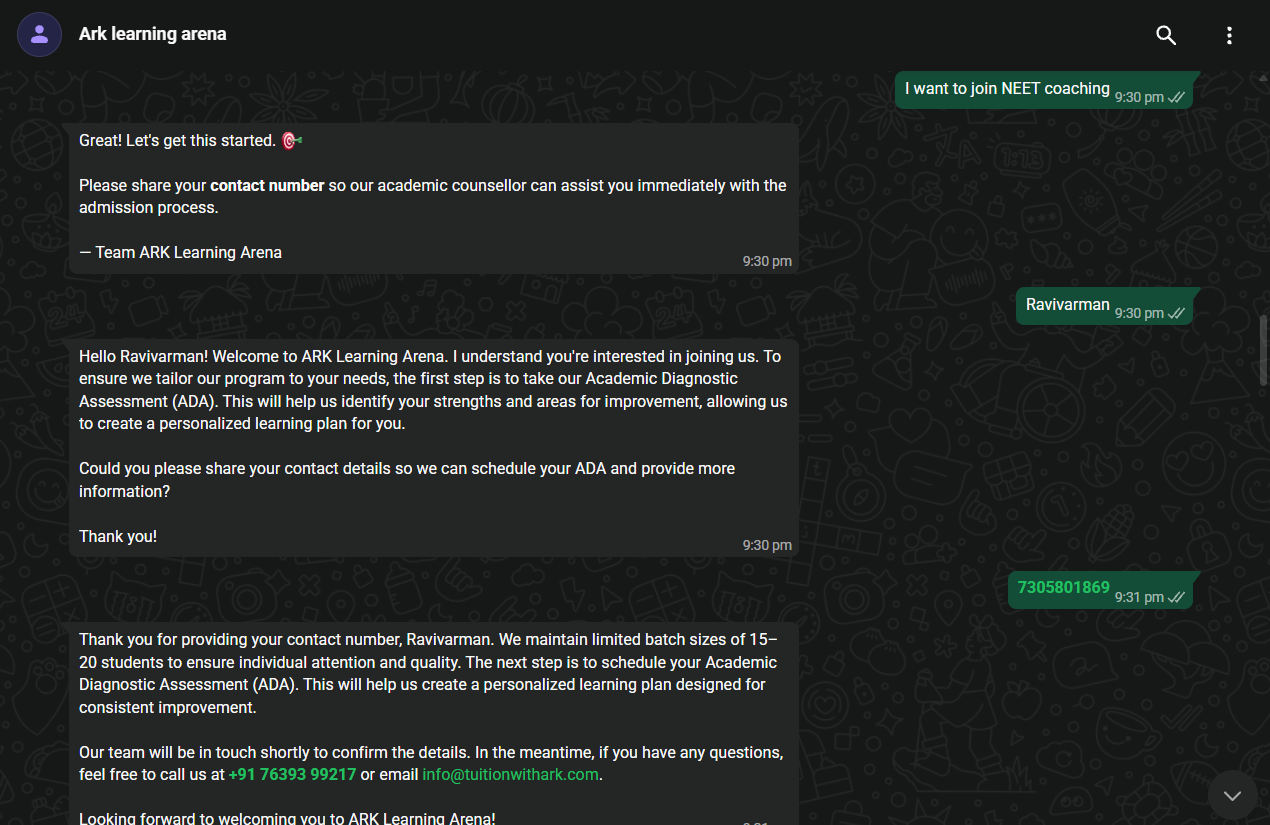 Ark learning arena
I want to join NEET coaching
9:30 pm
Great! Let's get this started. 🎯
Please share your contact number so our academic counsellor can assist you immediately with the
admission process.
— Team ARK Learning Arena
9:30 pm
Ravivarman
9:30 pm
Hello Ravivarman! Welcome to ARK Learning Arena. I understand you're interested in joining us. To
ensure we tailor our program to your needs, the first step is to take our Academic Diagnostic
Assessment (ADA). This will help us identify your strengths and areas for improvement, allowing us
to create a personalized learning plan for you.
Could you please share your contact details so we can schedule your ADA and provide more
information?
Thank you!
9:30 pm
7305801869
9:31 pm
Thank you for providing your contact number, Ravivarman. We maintain limited batch sizes of 15–
20 students to ensure individual attention and quality. The next step is to schedule your Academic
Diagnostic Assessment (ADA). This will help us create a personalized learning plan designed for
consistent improvement.
Our team will be in touch shortly to confirm the details. In the meantime, if you have any questions,
feel free to call us at +91 76393 99217 or email info@tuitionwithark.com.
Looking forward to welcoming you to ARK Learning Arena!